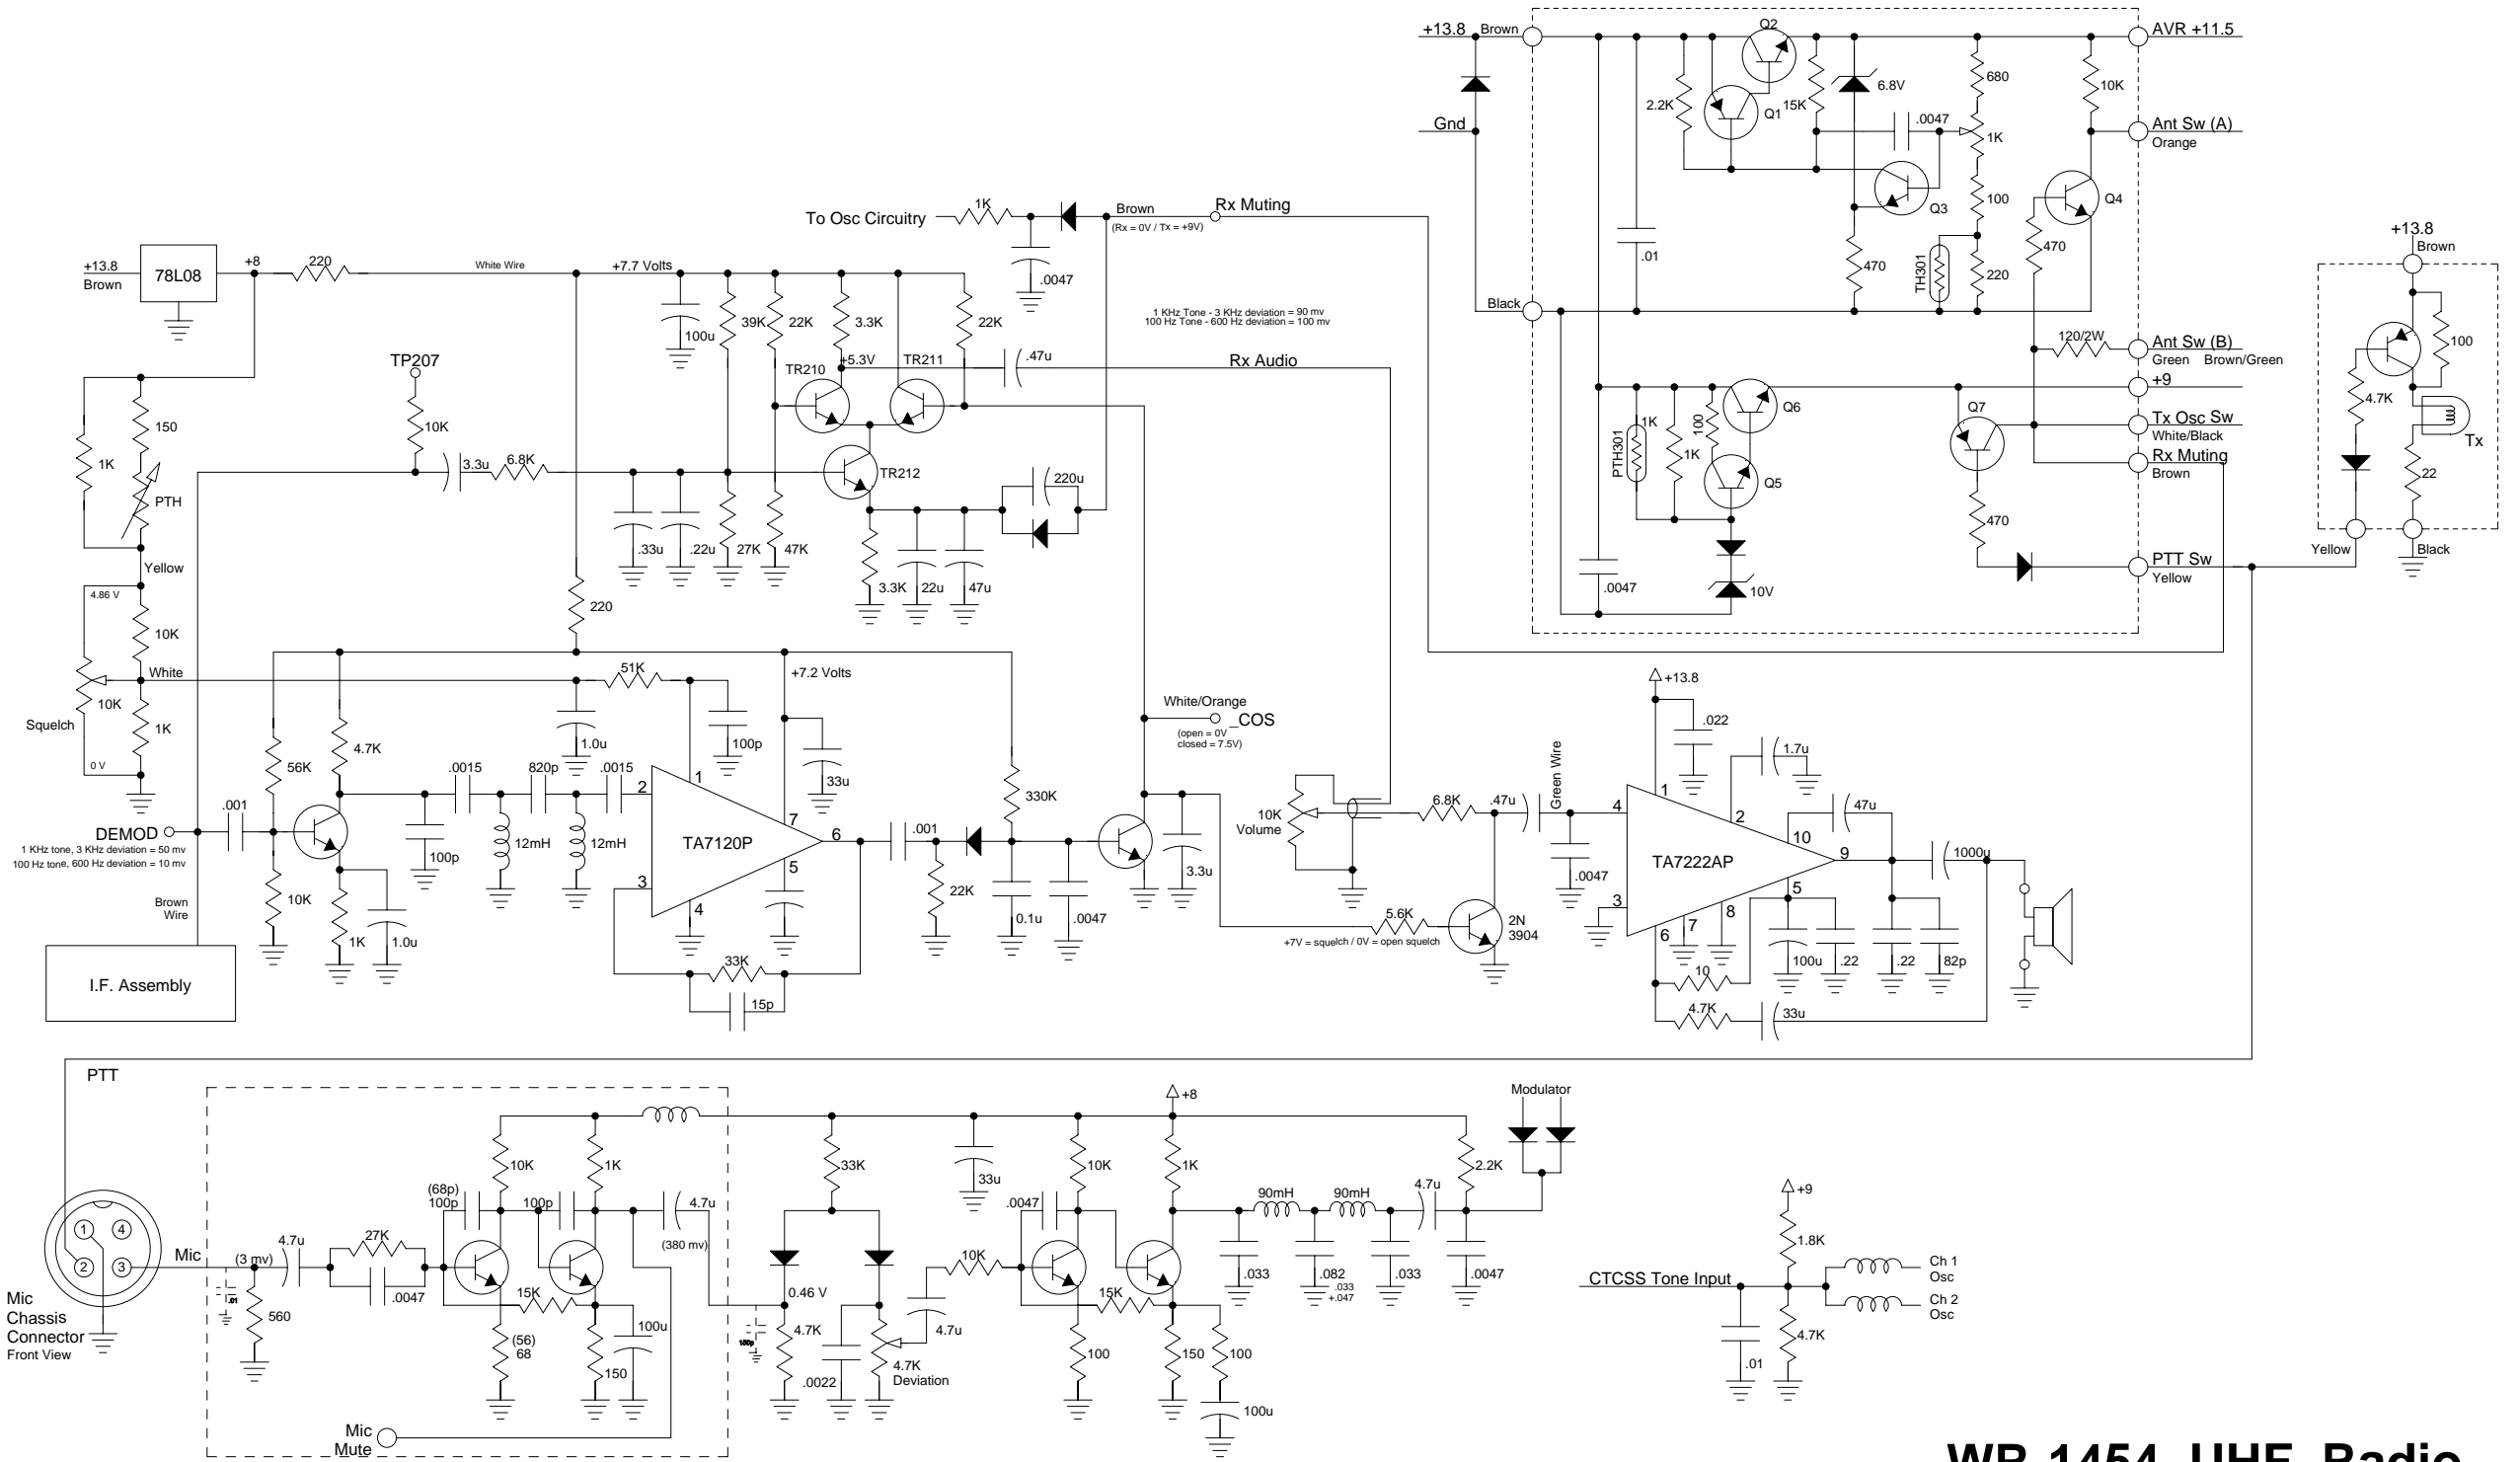 +13.8
Brown
Q2
AVR +11.5
2.2K
Q1
15K
6.8V
680
10K
Gnd
.0047
1K
Ant Sw (A)
Orange
Q3
100
Q4
.01
470
TH301
220
470
Black
120/2W
Ant Sw (B)
Green Brown/Green
+9
PTH301
1K
1K
100
Q6
Q5
Q7
Tx Osc Sw
White/Black
Rx Muting
Brown
470
.0047
10V
PTT Sw
Yellow
+13.8
Brown
100
4.7K
Tx
22
Yellow
Black
To Osc Circuitry
1K
.0047
Brown
(Rx = 0V / Tx = +9V)
Rx Muting
+13.8
Brown
78L08
+8
220
White Wire
+7.7 Volts
100u
39K
22K
3.3K
22K
1 KHz Tone - 3 KHz deviation = 90 mv
100 Hz Tone - 600 Hz deviation = 100 mv
+5.3V
TR210
TR211
.47u
Rx Audio
TP207
10K
3.3u
6.8K
TR212
220u
.33u
.22u
27K
47K
3.3K
22u
47u
1K
150
PTH
Yellow
4.86 V
10K
White
10K
Squelch
1K
0 V
220
51K
1.0u
100p
+7.2 Volts
33u
White/Orange
_COS
(open = 0V
closed = 7.5V)
56K
4.7K
.0015
820p
.0015
DEMOD
1 KHz tone, 3 KHz deviation = 50 mv
100 Hz tone, 600 Hz deviation = 10 mv
.001
100p
12mH
12mH
10K
1K
1.0u
Brown
Wire
I.F. Assembly
TA7120P
1
2
3
4
5
6
7
33K
15p
.001
22K
330K
0.1u
.0047
3.3u
10K
Volume
6.8K
.47u
Green Wire
.0047
5.6K
+7V = squelch / 0V = open squelch
2N
3904
+13.8
.022
1.7u
47u
TA7222AP
1
2
3
4
5
6
7
8
9
10
1000u
100u
.22
.22
82p
10
4.7K
33u
PTT
1
2
3
4
Mic
Mic
Chassis
Connector
Front View
(3 mv)
.01
560
4.7u
27K
.0047
(68p)
100p
10K
100p
1K
4.7u
(380 mv)
15K
(56)
68
150
100u
Mic
Mute
33K
0.46 V
4.7K
.0022
4.7K
Deviation
4.7u
33u
10K
.0047
10K
+8
1K
15K
100
150
100
100u
90mH
90mH
4.7u
2.2K
.033
.082
.033
+.047
.033
.0047
Modulator
CTCSS Tone Input
+9
1.8K
4.7K
.01
Ch 1
Osc
Ch 2
Osc